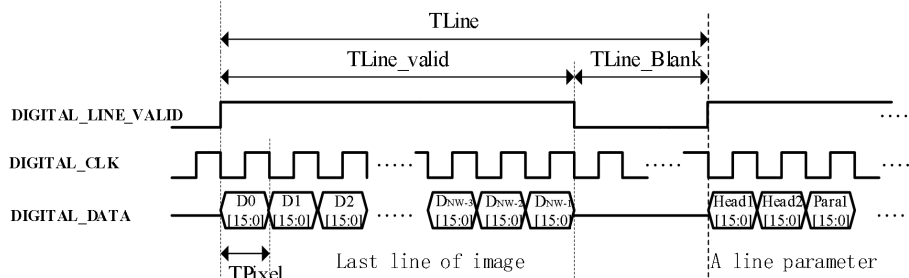 TLine
TLine_valid TLine_Blank
DIGITAL_LINE_VALID ....
DIGITAL_CLK ..... ..... ....
DIGITAL_DATA D0 [15:0] D1 [15:0] D2 [15:0] ..... DNW-3 [15:0] DNW-2 [15:0] DNW-1 [15:0] Head1 [15:0] Head2 [15:0] Para1 [15:0] ....
TPixel Last line of image A line parameter